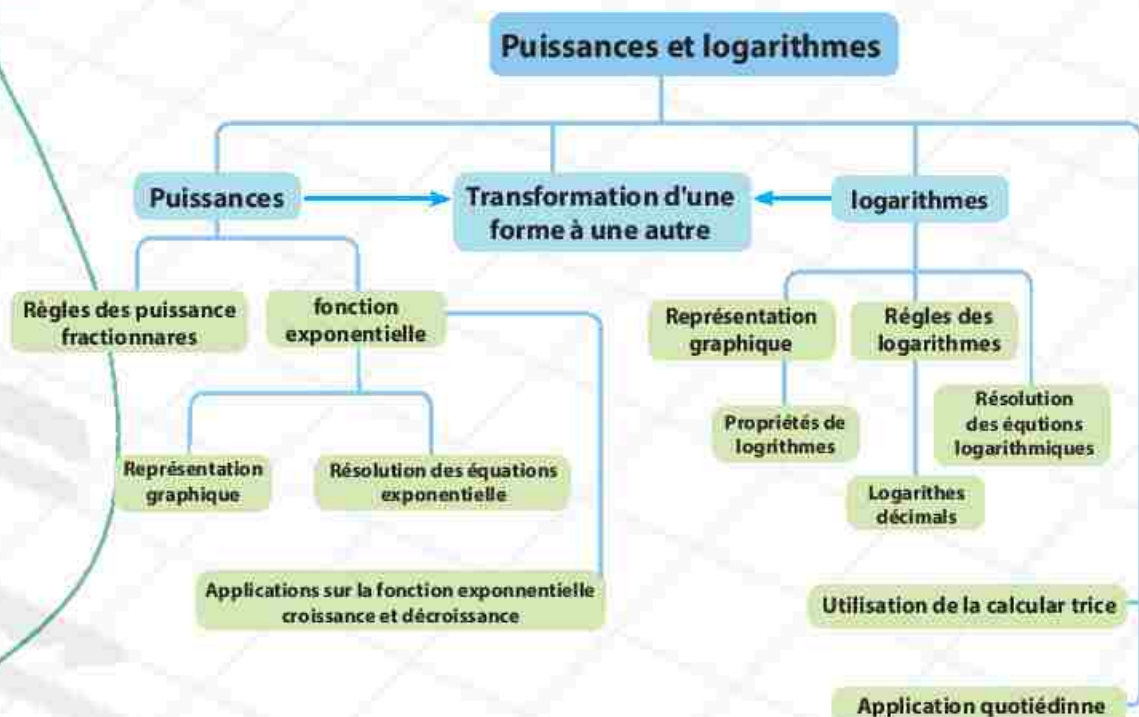 Puissances et logarithmes
Puissances
Transformation d'une
forme à une autre
logarithmes
Règles des puissance
fractionnares
fonction
exponentielle
Représentation
graphique
Régles des
logarithmes
Résolution
des équtions
logarithmiques
Propriétés de
logrithmes
Représentation
graphique
Résolution des équations
exponentielle
Logarithes
décimals
Applications sur la fonction exponnentielle
croissance et décroissance
Utilisation de la calcular trice
Application quotiédinne